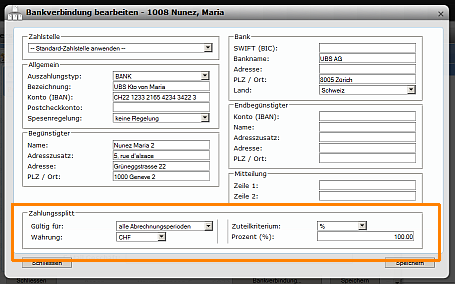 Bankverbindung bearbeiten - 1008 Nunez, Maria
Zahlstelle
-- Standard-Zahlstelle anwenden --
Allgemein
Auszahlungstyp: BANK
Bezeichnung: UBS Kto von Maria
Konto (IBAN): CH22 1233 2165 4234 3422 3
Postcheckkonto:
Spesenregelung: keine Regelung
Begünstigter
Name: Nunez Maria 2
Adresszusatz: 5. rue d'alsace
Adresse: Grüneggstrasse 22
PLZ / Ort: 1000 Geneve 2
Bank
SWIFT (BIC):
Bankname: UBS AG
Adresse:
PLZ / Ort: 8005 Zürich
Land: Schweiz
Endbegünstigter
Konto (IBAN):
Name:
Adresszusatz:
Adresse:
PLZ / Ort:
Mitteilung
Zeile 1:
Zeile 2:
Zahlungssplitt
Gültig für: alle Abrechnungsperioden
Währung: CHF
Zuteilkriterium: %
Prozent (%): 100.00
Schliessen
Speichern
Schliessen
Bankverbindung
Speichern